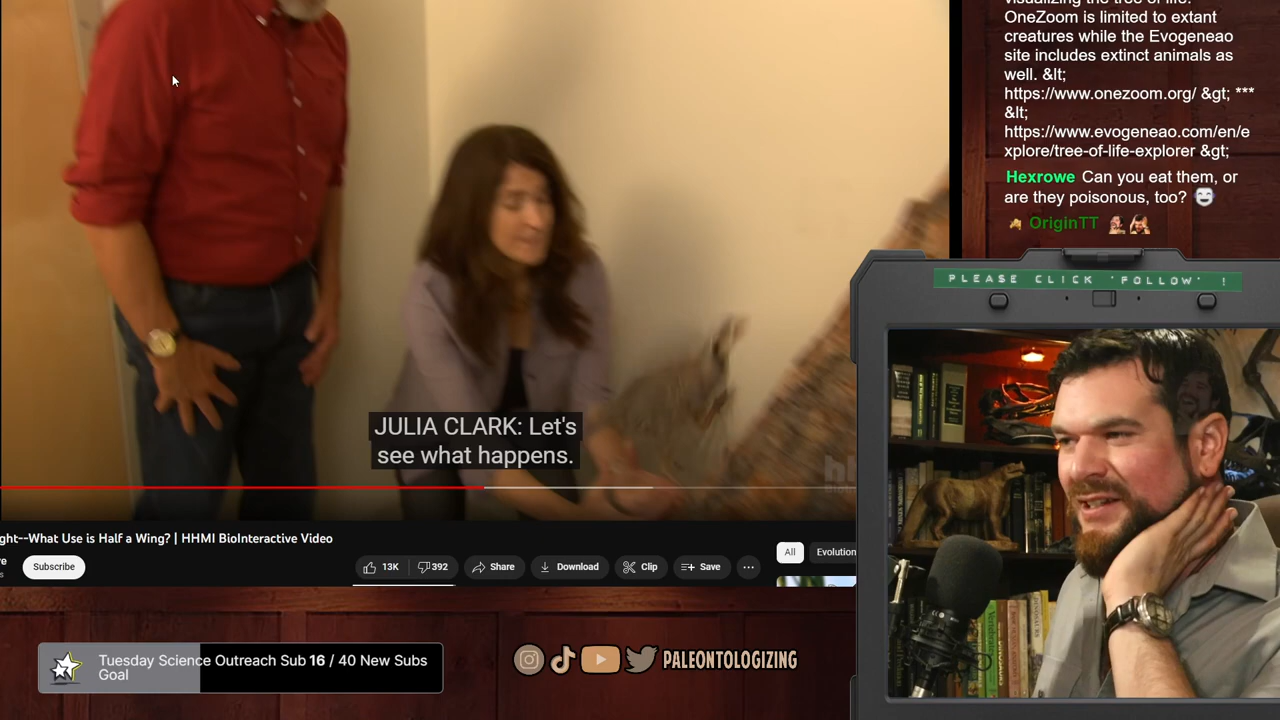 visualizing the tree of life.
OneZoom is limited to extant
creatures while the Evogeneao
site includes extinct animals as
well. &lt;
https://www.onezoom.org/ &gt; ***
&lt;
https://www.evogeneao.com/en/e
xplore/tree-of-life-explorer &gt;
Hexrowe Can you eat them, or
are they poisonous, too?
OriginTT
PLEASE CLICK 'FOLLOW' !
JULIA CLARK: Let's
see what happens.
ght--What Use is Half a Wing? | HHMI BioInteractive Video
Subscribe
13K
392
Share
Download
Clip
Save
All
Evolution
Tuesday Science Outreach Sub 16 / 40 New Subs
Goal
PALEONTOLOGIZING